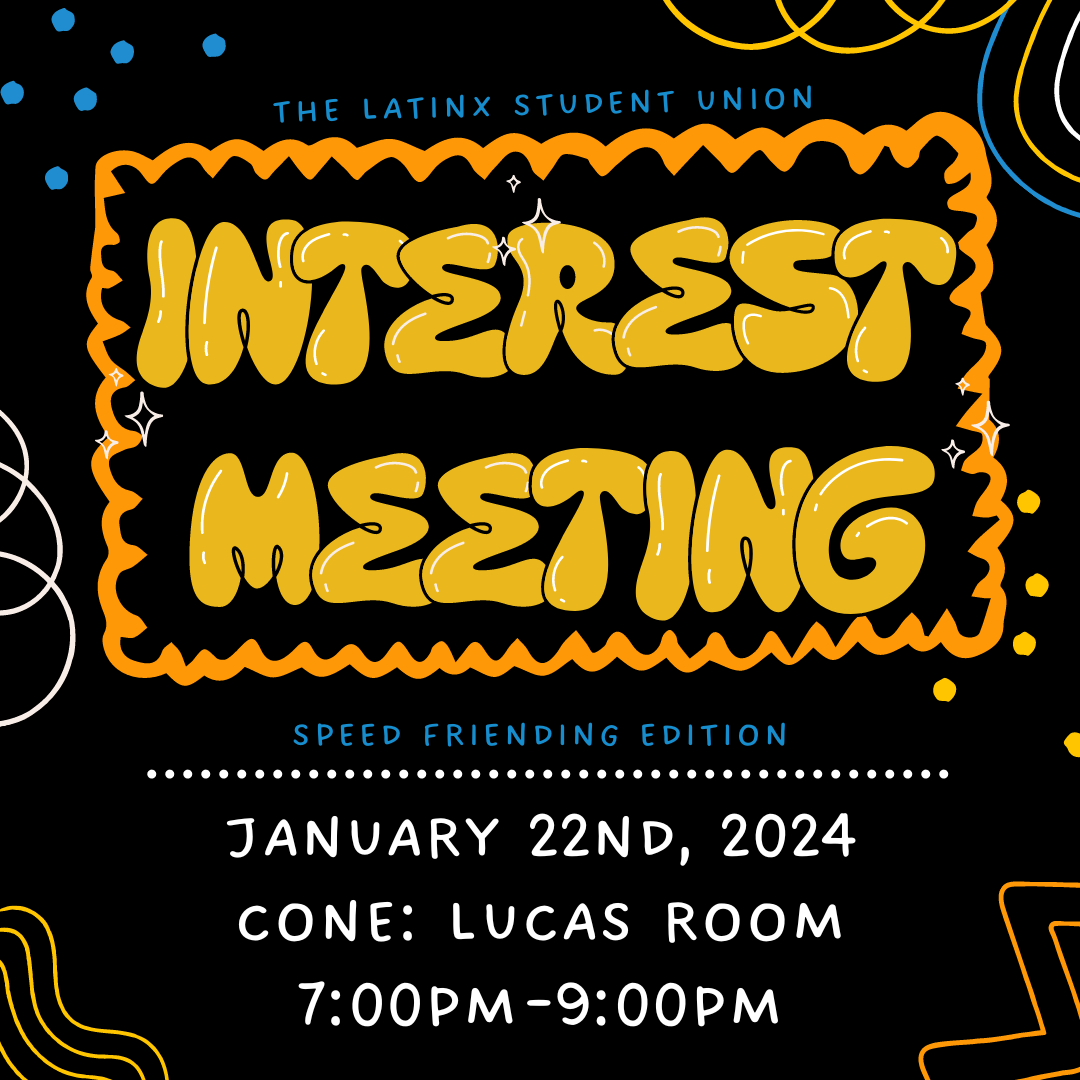 THE LATINX STUDENT UNION
INTEREST
MEETING
SPEED FRIENDING EDITION
JANUARY 22ND, 2024
CONE: LUCAS ROOM
7:00PM-9:00PM